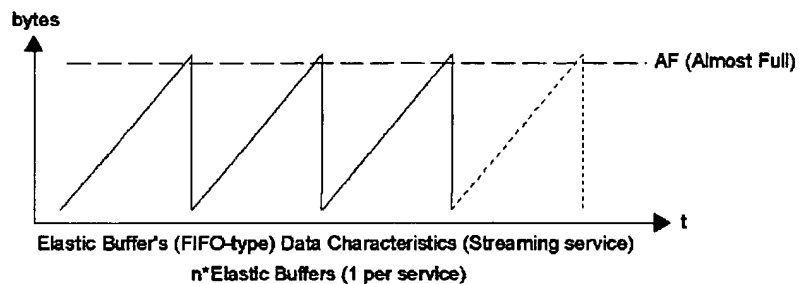 bytes
AF (Almost Full)
t
Elastic Buffer's (FIFO-type) Data Characteristics (Streaming service)
n*Elastic Buffers (1 per service)